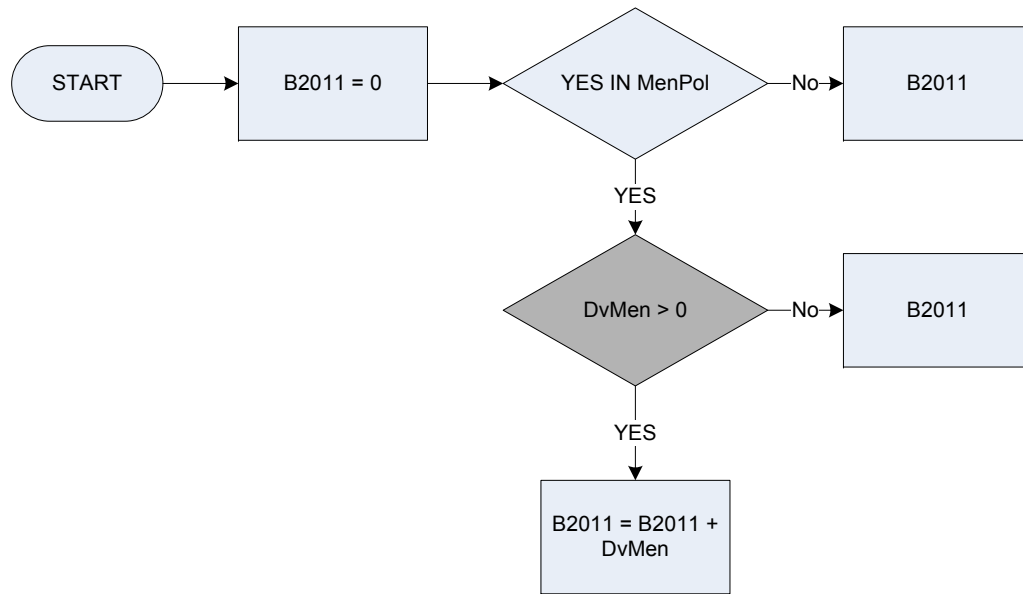 START
B2011 = 0
YES IN MenPol
No
B2011
YES
DvMen > 0
No
B2011
YES
B2011 = B2011 +
DvMen